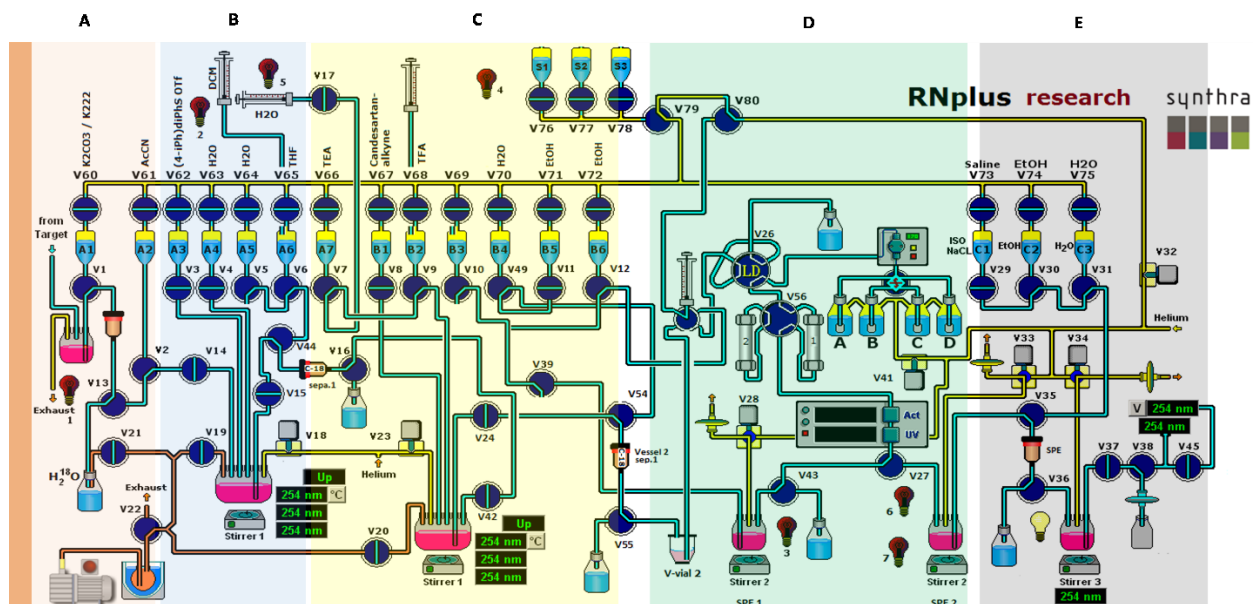 A
B
C
D
E
K2CO3 / K222
AcCN
(4-iPh)diPhS OTf
H2O
H2O
DCM
H2O
THF
TEA
Candesartan-
alkyne
TFA
H2O
EtOH
EtOH
S1
S2
S3
V76
V77
V78
V79
V80
RNplus research
synthra
2
5
4
V17
V60
V61
V62
V63
V64
V65
V66
V67
V68
V69
V70
V71
V72
Saline
V73
EtOH
V74
H2O
V75
from
Target
A1
A2
A3
A4
A5
A6
A7
B1
B2
B3
B4
B5
B6
V1
V3
V4
V5
V6
V7
V8
V9
V10
V49
V11
V12
V26
LD
V56
ISO
NaCL
C1
EtOH
C2
H2O
C3
V29
V30
V31
V32
Helium
V2
V14
V44
V15
V16
C-18
sepa.1
V39
2
1
A
B
C
D
V41
V33
V34
Exhaust
1
V13
V21
V19
V18
V23
Helium
V24
V54
C-18
Vessel 2
sep.1
V28
Act
UV
V35
SPE
V36
V 254 nm
254 nm
V37
V38
V45
H218O
Exhaust
V22
Up
254 nm °C
254 nm
254 nm
Stirrer 1
V20
V42
Up
254 nm °C
254 nm
254 nm
Stirrer 1
V55
V-vial 2
V43
V27
3
6
7
Stirrer 2
SPE 1
Stirrer 2
SPE 2
Stirrer 3
254 nm